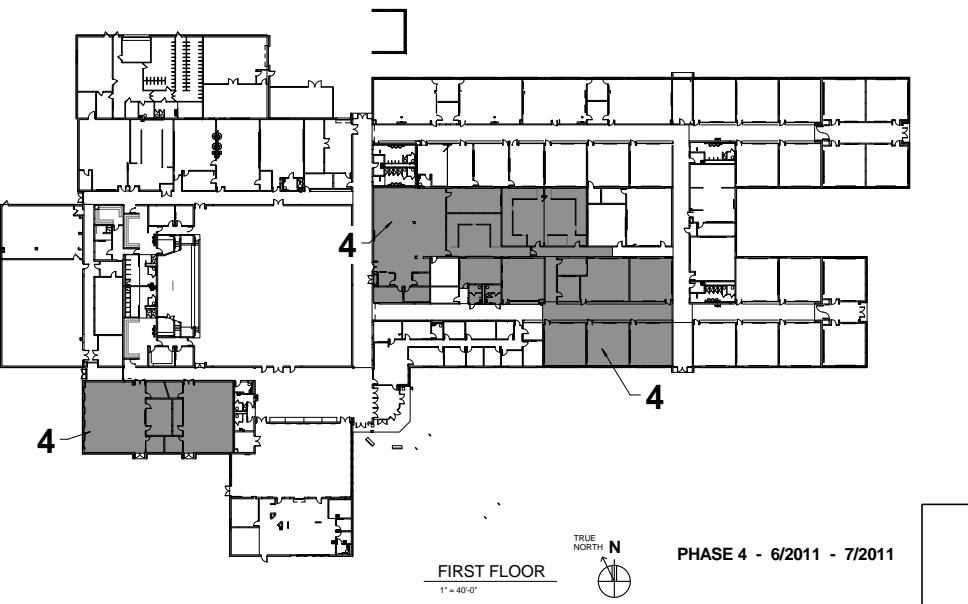 4
4
4
TRUE
NORTH N
PHASE 4 - 6/2011 - 7/2011
FIRST FLOOR
1" = 40'-0"